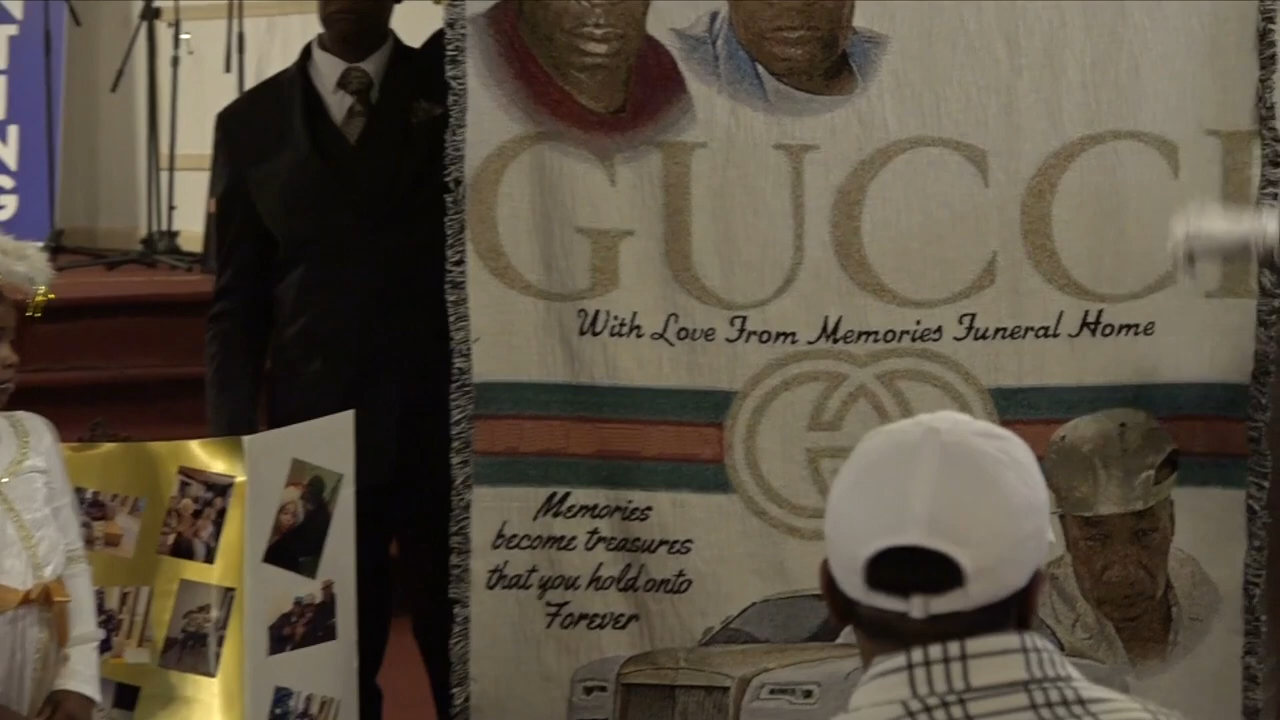 GUCCI
With Love From Memories Funeral Home
Memories
become treasures
that you hold onto
Forever